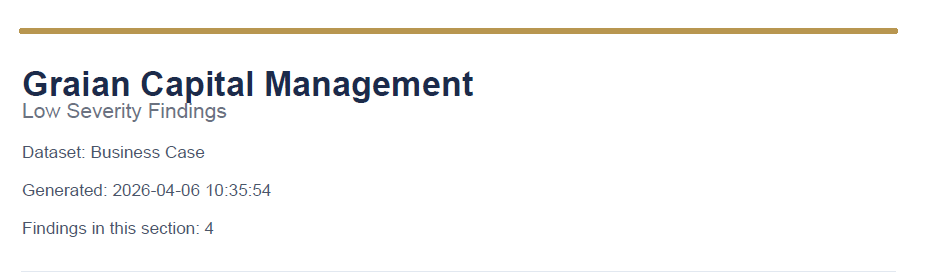 Graian Capital Management
Low Severity Findings
Dataset: Business Case
Generated: 2026-04-06 10:35:54
Findings in this section: 4